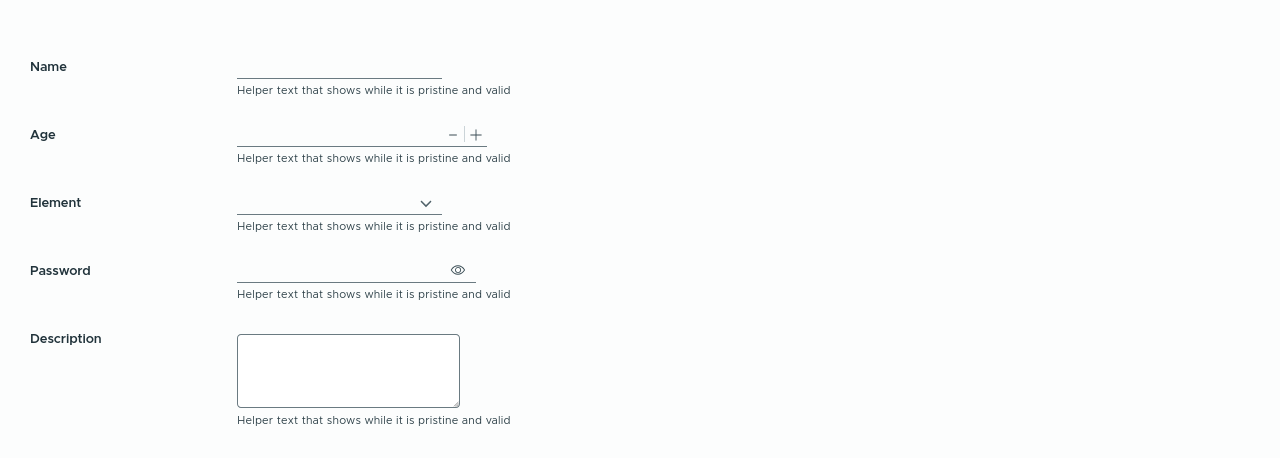 Name
Helper text that shows while it is pristine and valid
Age
Helper text that shows while it is pristine and valid
Element
Helper text that shows while it is pristine and valid
Password
Helper text that shows while it is pristine and valid
Description
Helper text that shows while it is pristine and valid